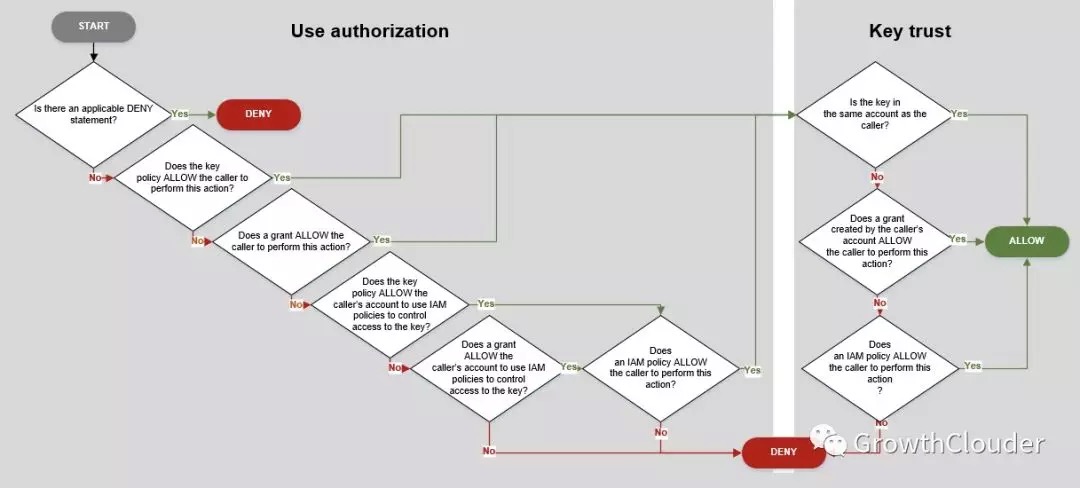 START
Use authorization
Key trust
Is there an applicable DENY
statement?
Yes
DENY
No
Does the key
policy ALLOW the caller to
perform this action?
Yes
No
Does a grant ALLOW the
caller to perform this action?
Yes
No
Does the key
policy ALLOW the
caller's account to use IAM
policies to control
access to the key?
Yes
No
Does a grant
ALLOW the
caller's account to use IAM
policies to control
access to the key?
Yes
No
Does
an IAM policy ALLOW
the caller to perform this
action?
Yes
No
DENY
Is the key in
the same account as the
caller?
Yes
No
Does a grant
created by the caller's
account ALLOW
the caller to perform this
action?
Yes
ALLOW
No
Does
an IAM policy ALLOW
the caller to perform this
action
?
Yes
No
GrowthClouder